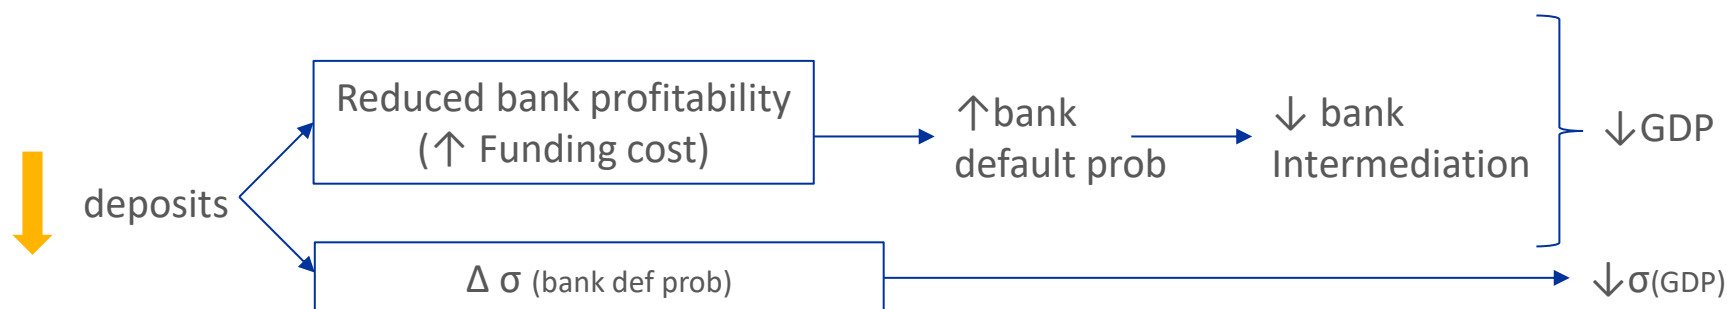 deposits
Reduced bank profitability
(↑ Funding cost)
↑bank
default prob
↓ bank
Intermediation
↓GDP
Δ σ (bank def prob)
↓σ(GDP)